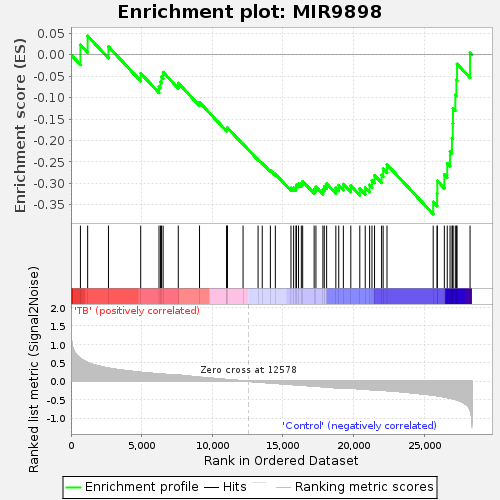 Enrichment plot: MIR9898
Enrichment score (ES)
0.05
0.00
-0.05
-0.10
-0.15
-0.20
-0.25
-0.30
-0.35
'TB' (positively correlated)
Ranked list metric (Signal2Noise)
2.0
1.5
1.0
0.5
0.0
-0.5
-1.0
Zero cross at 12578
'Control' (negatively correlated)
0 5,000 10,000 15,000 20,000 25,000
Rank in Ordered Dataset
Enrichment profile Hits Ranking metric scores